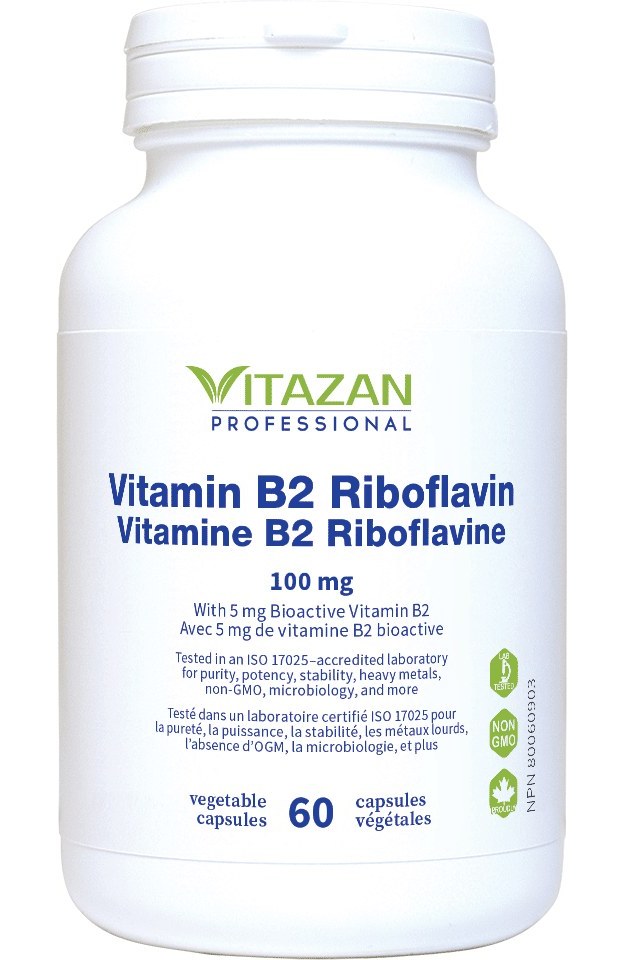 VITAZAN
PROFESSIONAL
Vitamin B2 Riboflavin
Vitamine B2 Riboflavine
100 mg
With 5 mg Bioactive Vitamin B2
Avec 5 mg de vitamine B2 bioactive
Tested in an ISO 17025–accredited laboratory
for purity, potency, stability, heavy metals,
non-GMO, microbiology, and more
Testé dans un laboratoire certifié ISO 17025 pour
la pureté, la puissance, la stabilité, les métaux lourds,
l’absence d’OGM, la microbiologie, et plus
LAB
TESTED
NON
GMO
PROUDLY
NPN 80060903
vegetable
capsules
60
capsules
végétales